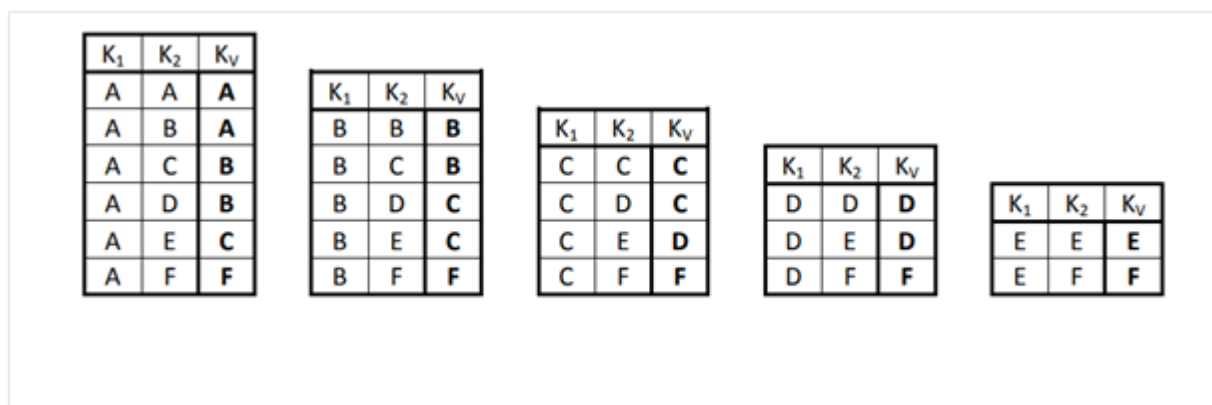 K₁ K₂ Kᵥ
A A A
A B A
A C B
A D B
A E C
A F F
K₁ K₂ Kᵥ
B B B
B C B
B D C
B E C
B F F
K₁ K₂ Kᵥ
C C C
C D C
C E D
C F F
K₁ K₂ Kᵥ
D D D
D E D
D F F
K₁ K₂ Kᵥ
E E E
E F F